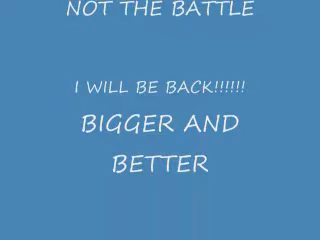 NOT THE BATTLE
I WILL BE BACK!!!!!!
BIGGER AND
BETTER